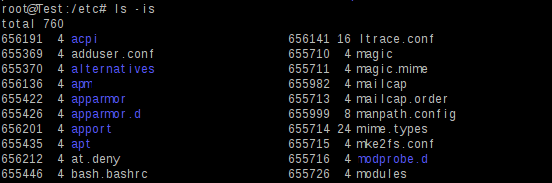 root@Test:/etc# ls -is
total 760
656191  4 acpi                 656141 16 ltrace.conf
655369  4 adduser.conf         655710  4 magic
655370  4 alternatives         655711  4 magic.mime
656136  4 apm                  655982  4 mailcap
655422  4 apparmor             655713  4 mailcap.order
655426  4 apparmor.d           655999  8 manpath.config
656201  4 apport               655714 24 mime.types
655435  4 apt                  655715  4 mke2fs.conf
656212  4 at.deny              655716  4 modprobe.d
655446  4 bash.bashrc          655726  4 modules